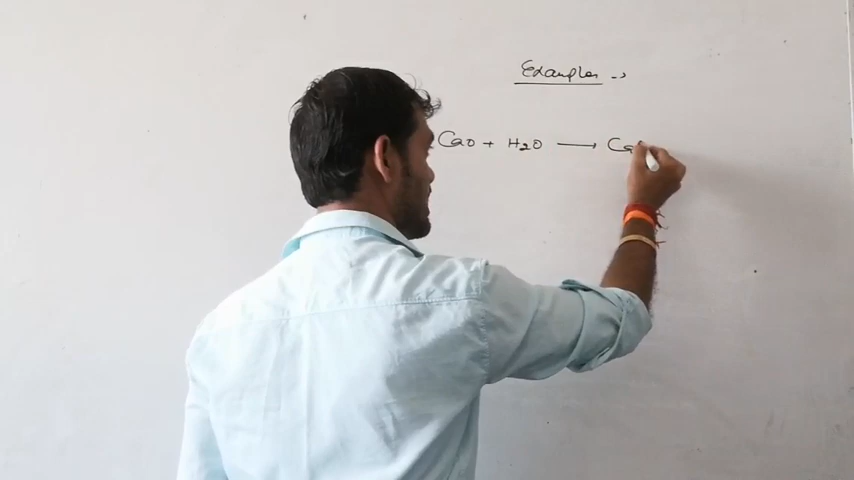 Examples →
CaO + H2O → Ca